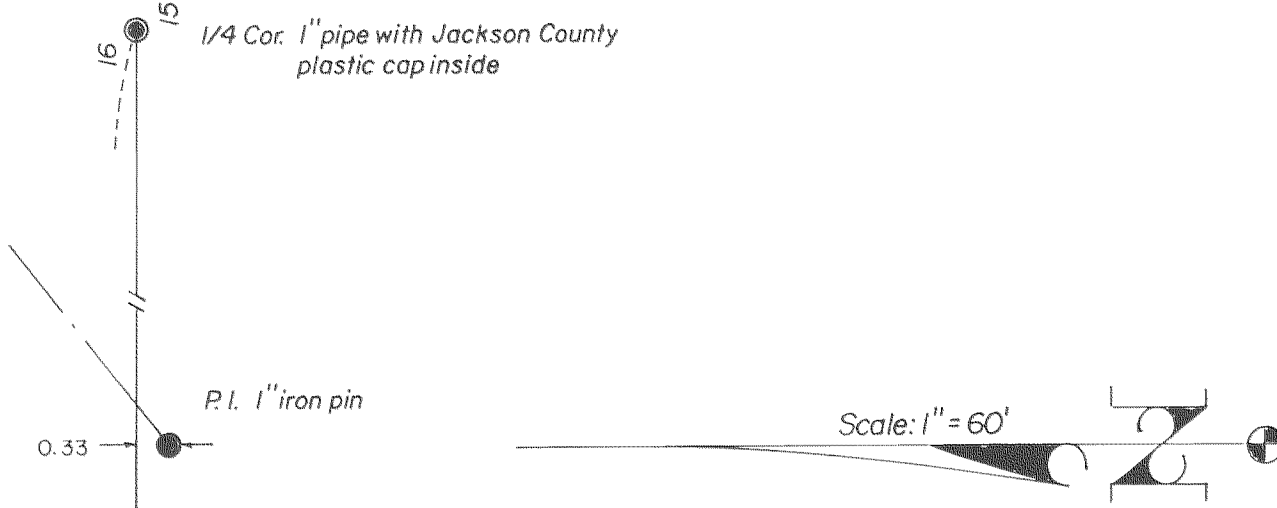 15
16
1/4 Cor. 1" pipe with Jackson County
plastic cap inside
P.I. 1" iron pin
0.33
Scale: 1" = 60'
N